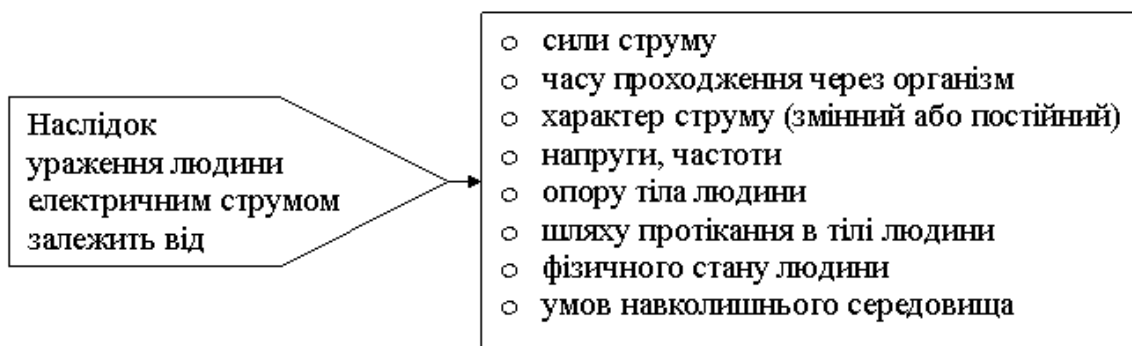 Наслідок
ураження людини
електричним струмом
залежить від
o сили струму
o часу проходження через організм
o характер струму (змінний або постійний)
o напруги, частоти
o опору тіла людини
o шляху протікання в тілі людини
o фізичного стану людини
o умов навколишнього середовища